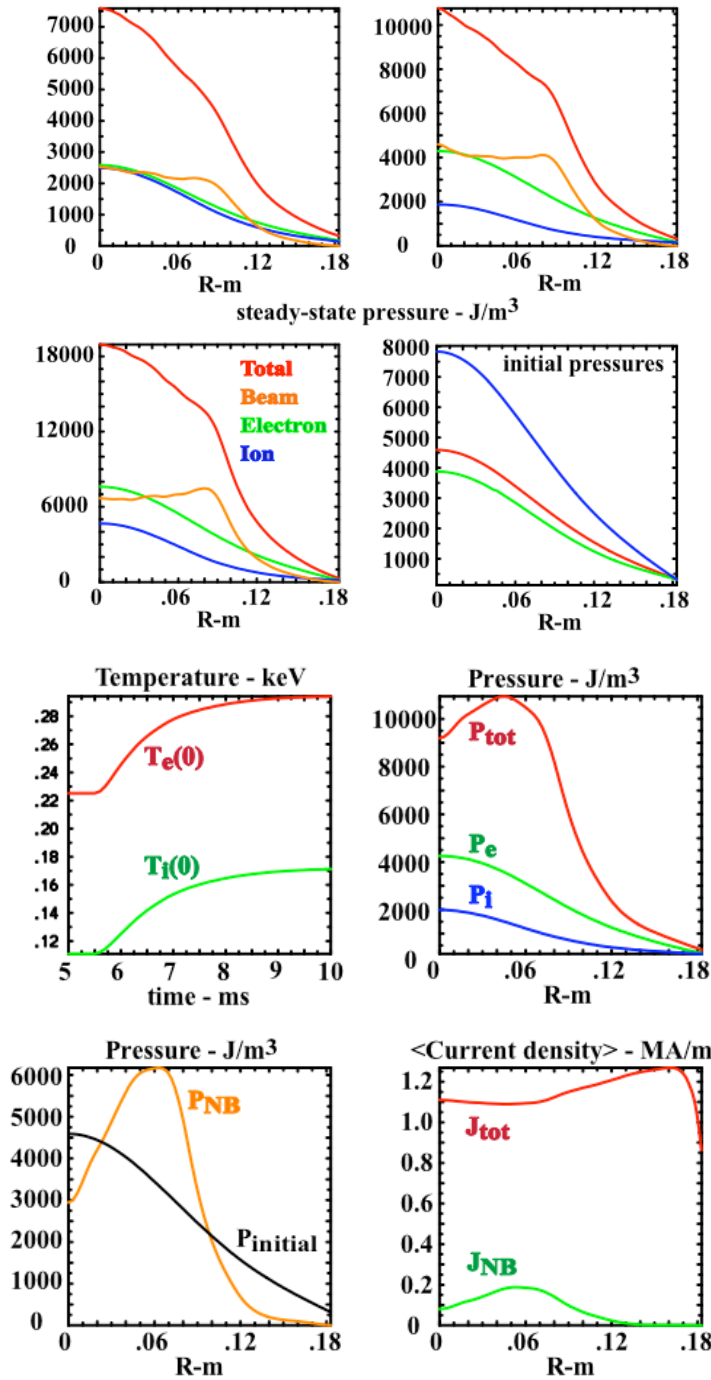 7000
6000
5000
4000
3000
2000
1000
0
0 .06 .12 .18
R-m
10000
8000
6000
4000
2000
0
0 .06 .12 .18
R-m
steady-state pressure - J/m3
18000
12000
6000
0
Total
Beam
Electron
Ion
0 .06 .12 .18
R-m
initial pressures
8000
7000
6000
5000
4000
3000
2000
1000
0 .06 .12 .18
R-m
Temperature - keV
.28
.26
.24
.22
.20
.18
.16
.14
.12
Te(0)
Ti(0)
5 6 7 8 9 10
time - ms
Pressure - J/m3
10000
8000
6000
4000
2000
0
Ptot
Pe
Pi
0 .06 .12 .18
R-m
Pressure - J/m3
6000
5000
4000
3000
2000
1000
0
PNB
Pinitial
0 .06 .12 .18
R-m
<Current density> - MA/m
1.2
1.0
0.8
0.6
0.4
0.2
0
Jtot
JNB
0 .06 .12 .18
R-m